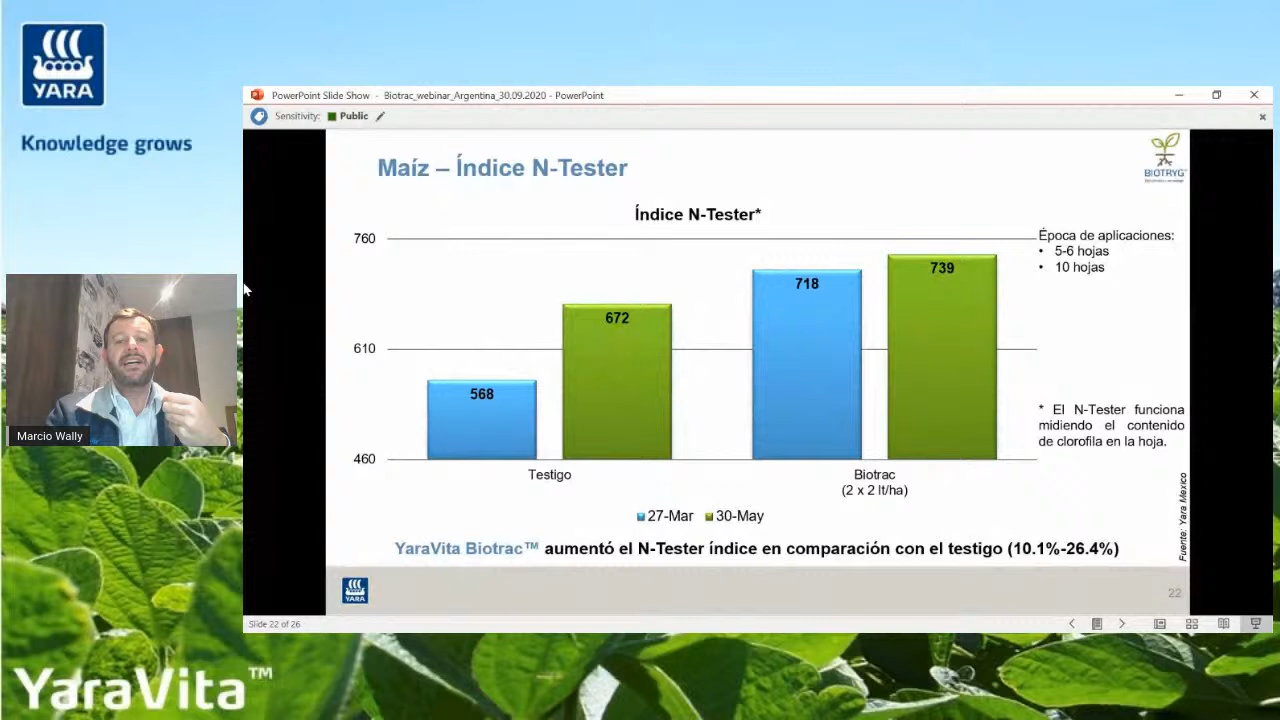 YARA
Knowledge grows
PowerPoint Slide Show - Biotrac_webinar_Argentina_30.09.2020 - PowerPoint
Sensitivity: Public
Maíz – Índice N-Tester
BIOTRYG
Índice N-Tester*
760
610
460
568
672
718
739
Testigo
Biotrac
(2 x 2 lt/ha)
27-Mar 30-May
Época de aplicaciones:
• 5-6 hojas
• 10 hojas
* El N-Tester funciona
midiendo el contenido
de clorofila en la hoja.
Fuente: Yara Mexico
YaraVita Biotrac™ aumentó el N-Tester índice en comparación con el testigo (10.1%-26.4%)
YARA
22
Slide 22 of 26
Marcio Wally
YaraVita™